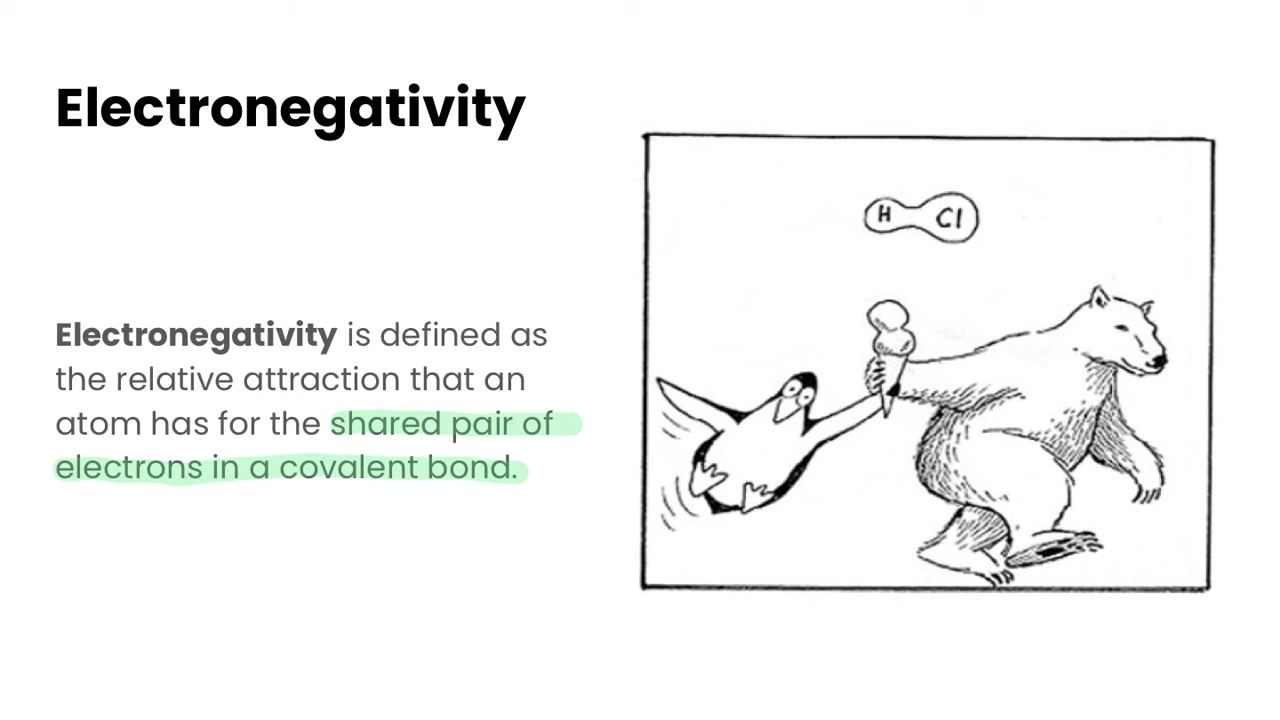 Electronegativity
Electronegativity is defined as
the relative attraction that an
atom has for the shared pair of
electrons in a covalent bond.
H Cl